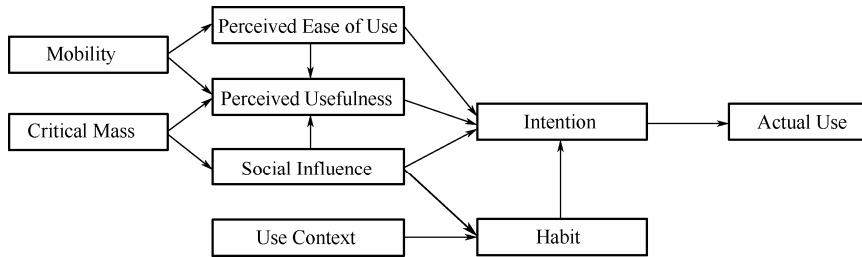 Perceived Ease of Use
Mobility
Perceived Usefulness
Critical Mass
Intention
Actual Use
Social Influence
Use Context
Habit